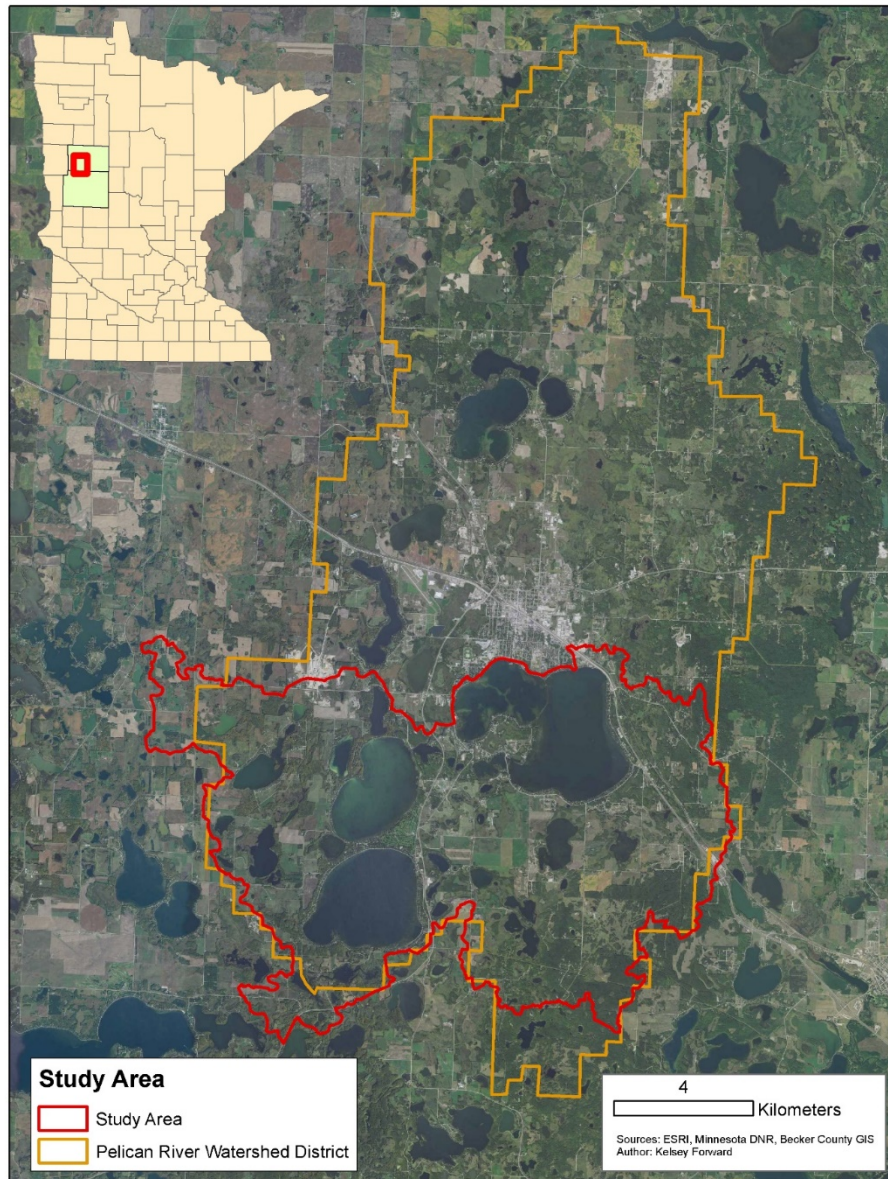 Study Area
Study Area
Pelican River Watershed District
4
Kilometers
Sources: ESRI, Minnesota DNR, Becker County GIS
Author: Kelsey Forward